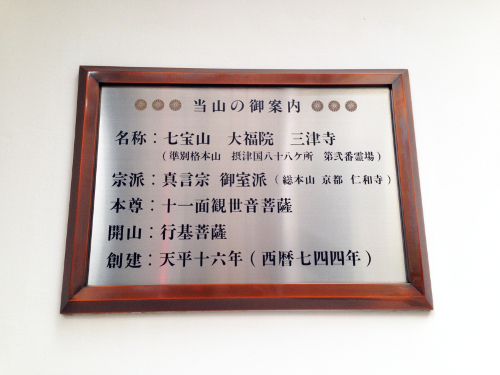 当山の御案内
名称：七宝山 大福院 三津寺
（準別格本山 摂津国八十八ケ所 第弐番霊場）
宗派：真言宗 御室派（総本山 京都 仁和寺）
本尊：十一面観世音菩薩
開山：行基菩薩
創建：天平十六年（西暦七四四年）